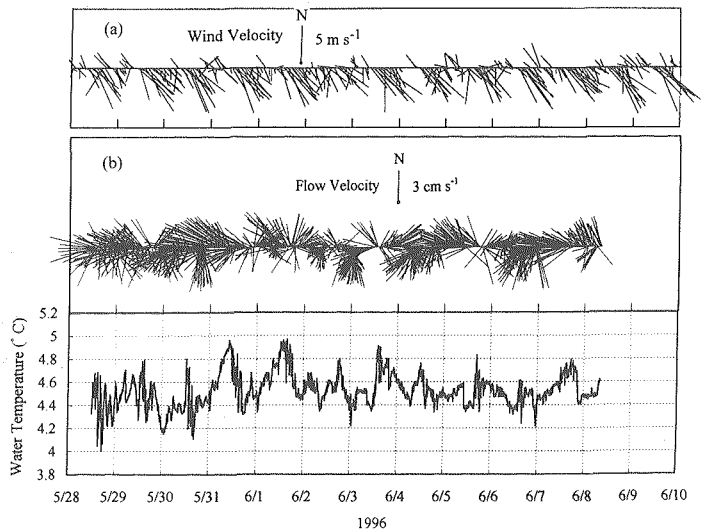 (a)
N
Wind Velocity
5 m s⁻¹
(b)
N
Flow Velocity
3 cm s⁻¹
Water Temperature (°C)
5.2
5
4.8
4.6
4.4
4.2
4
3.8
5/28 5/29 5/30 5/31 6/1 6/2 6/3 6/4 6/5 6/6 6/7 6/8 6/9 6/10
1996